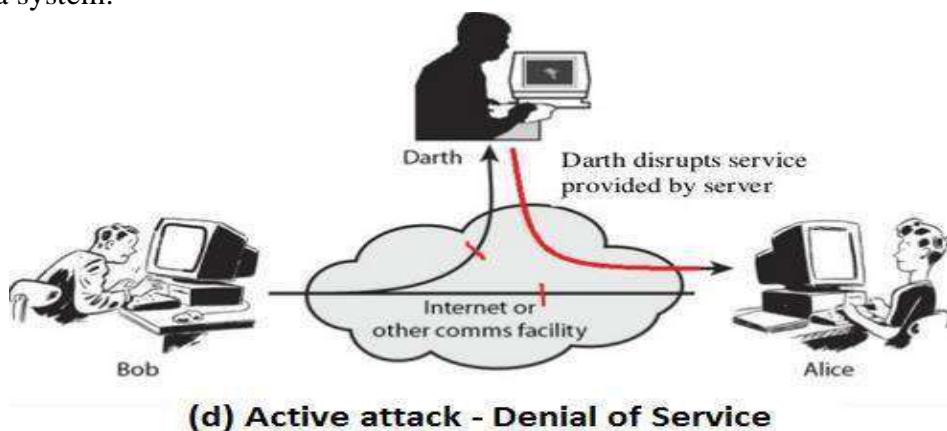 a system.
Darth
Darth disrupts service
provided by server
Internet or
other comms facility
Bob
Alice
(d) Active attack - Denial of Service